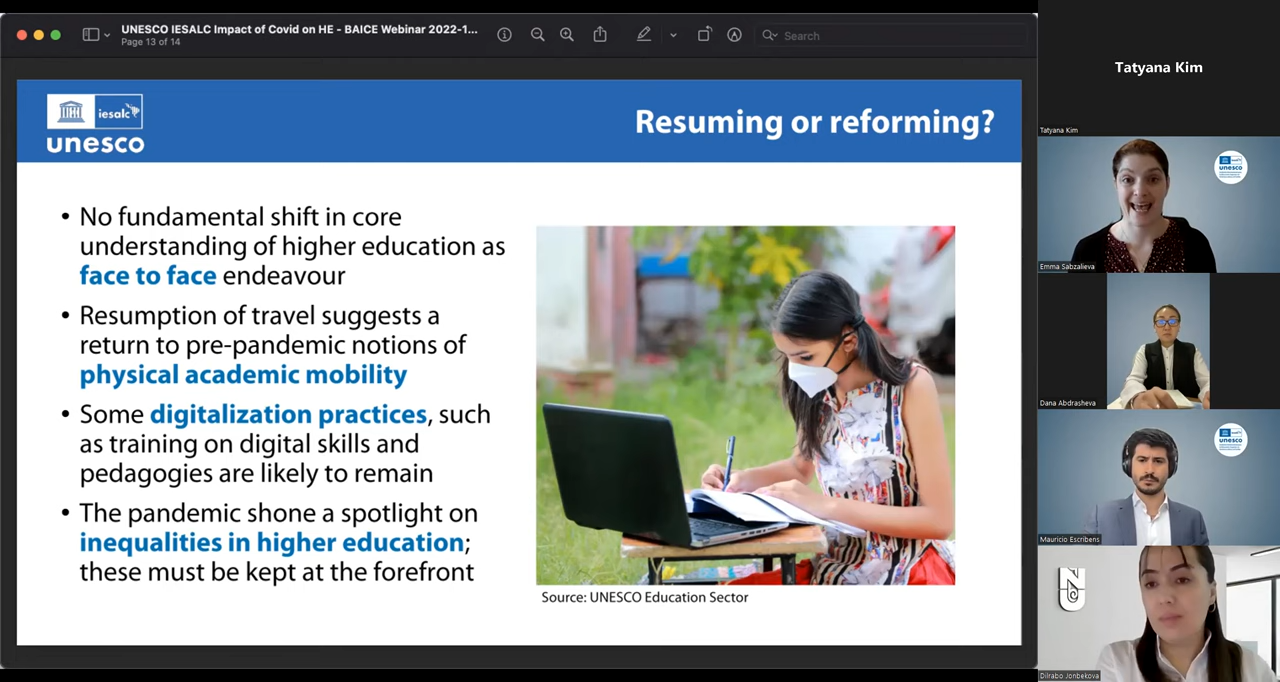 UNESCO IESALC Impact of Covid on HE - BAICE Webinar 2022-1...
Page 13 of 14
Search
iesalc
unesco
Resuming or reforming?
• No fundamental shift in core
understanding of higher education as
face to face endeavour
• Resumption of travel suggests a
return to pre-pandemic notions of
physical academic mobility
• Some digitalization practices, such
as training on digital skills and
pedagogies are likely to remain
• The pandemic shone a spotlight on
inequalities in higher education;
these must be kept at the forefront
Source: UNESCO Education Sector
Tatyana Kim
Tatyana Kim
unesco
Emma Sabzalieva
Dana Abdrasheva
unesco
Mauricio Escribens
Dilrabo Jonbekova